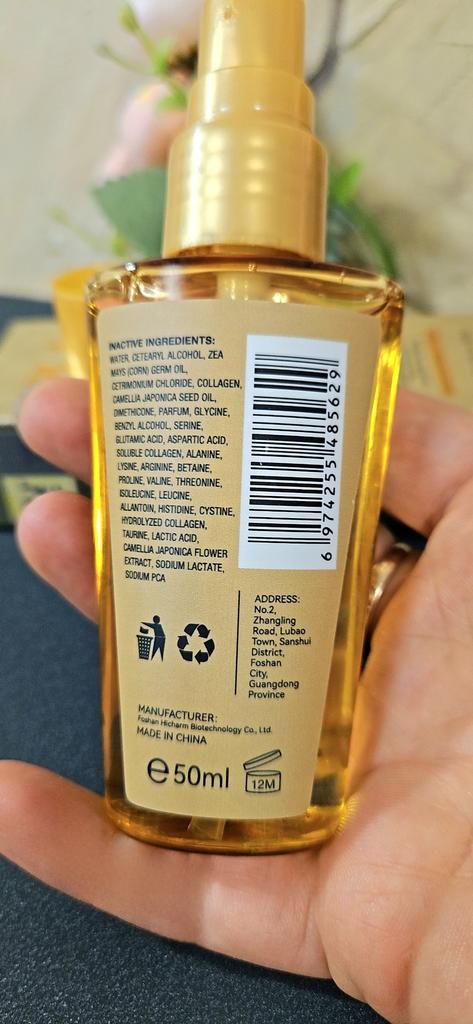 INACTIVE INGREDIENTS:
WATER, CETEARYL ALCOHOL, ZEA
MAYS (CORN) GERM OIL,
CETRIMONIUM CHLORIDE, COLLAGEN,
CAMELLIA JAPONICA SEED OIL,
DIMETHICONE, PARFUM, GLYCINE,
BENZYL ALCOHOL, SERINE,
GLUTAMIC ACID, ASPARTIC ACID,
SOLUBLE COLLAGEN, ALANINE,
LYSINE, ARGININE, BETAINE,
PROLINE, VALINE, THREONINE,
ISOLEUCINE, LEUCINE,
ALLANTOIN, HISTIDINE, CYSTINE,
HYDROLYZED COLLAGEN,
TAURINE, LACTIC ACID,
CAMELLIA JAPONICA FLOWER
EXTRACT, SODIUM LACTATE,
SODIUM PCA
6 974255 485629
ADDRESS:
No.2,
Zhangling
Road, Lubao
Town, Sanshui
District,
Foshan
City,
Guangdong
Province
MANUFACTURER:
Foshan Hicharm Biotechnology Co., Ltd.
MADE IN CHINA
℮50ml
12M